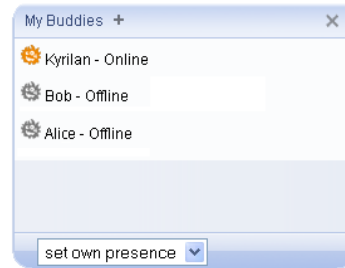 My Buddies +
Kyrilan - Online
Bob - Offline
Alice - Offline
set own presence